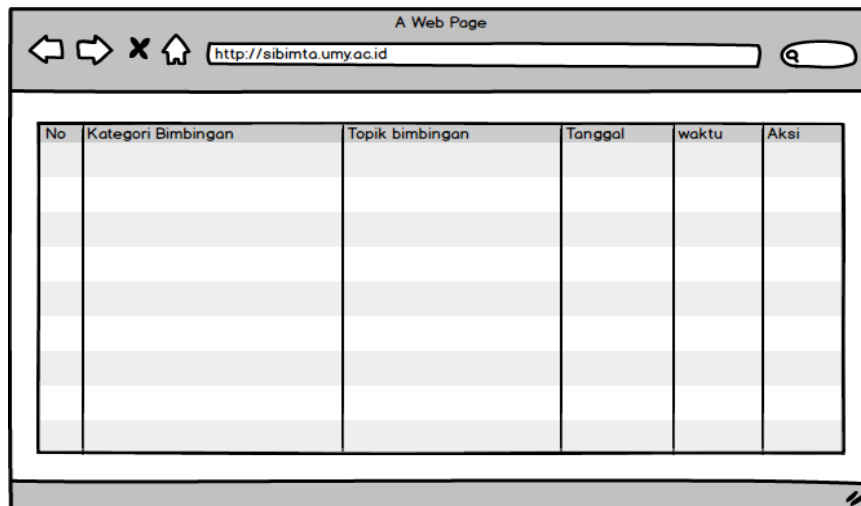 A Web Page
http://sibimta.umy.ac.id
No Kategori Bimbingan Topik bimbingan Tanggal waktu Aksi